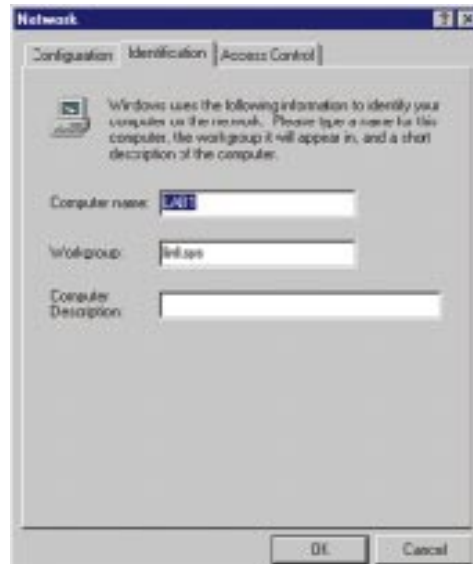 Network
Configuration
Identification
Access Control
Windows uses the following information to identify your
computer on the network. Please type a name for this
computer, the workgroup it will appear in, and a short
description of the computer.
Computer name:
LAB1
Workgroup:
Computer
Description:
OK
Cancel